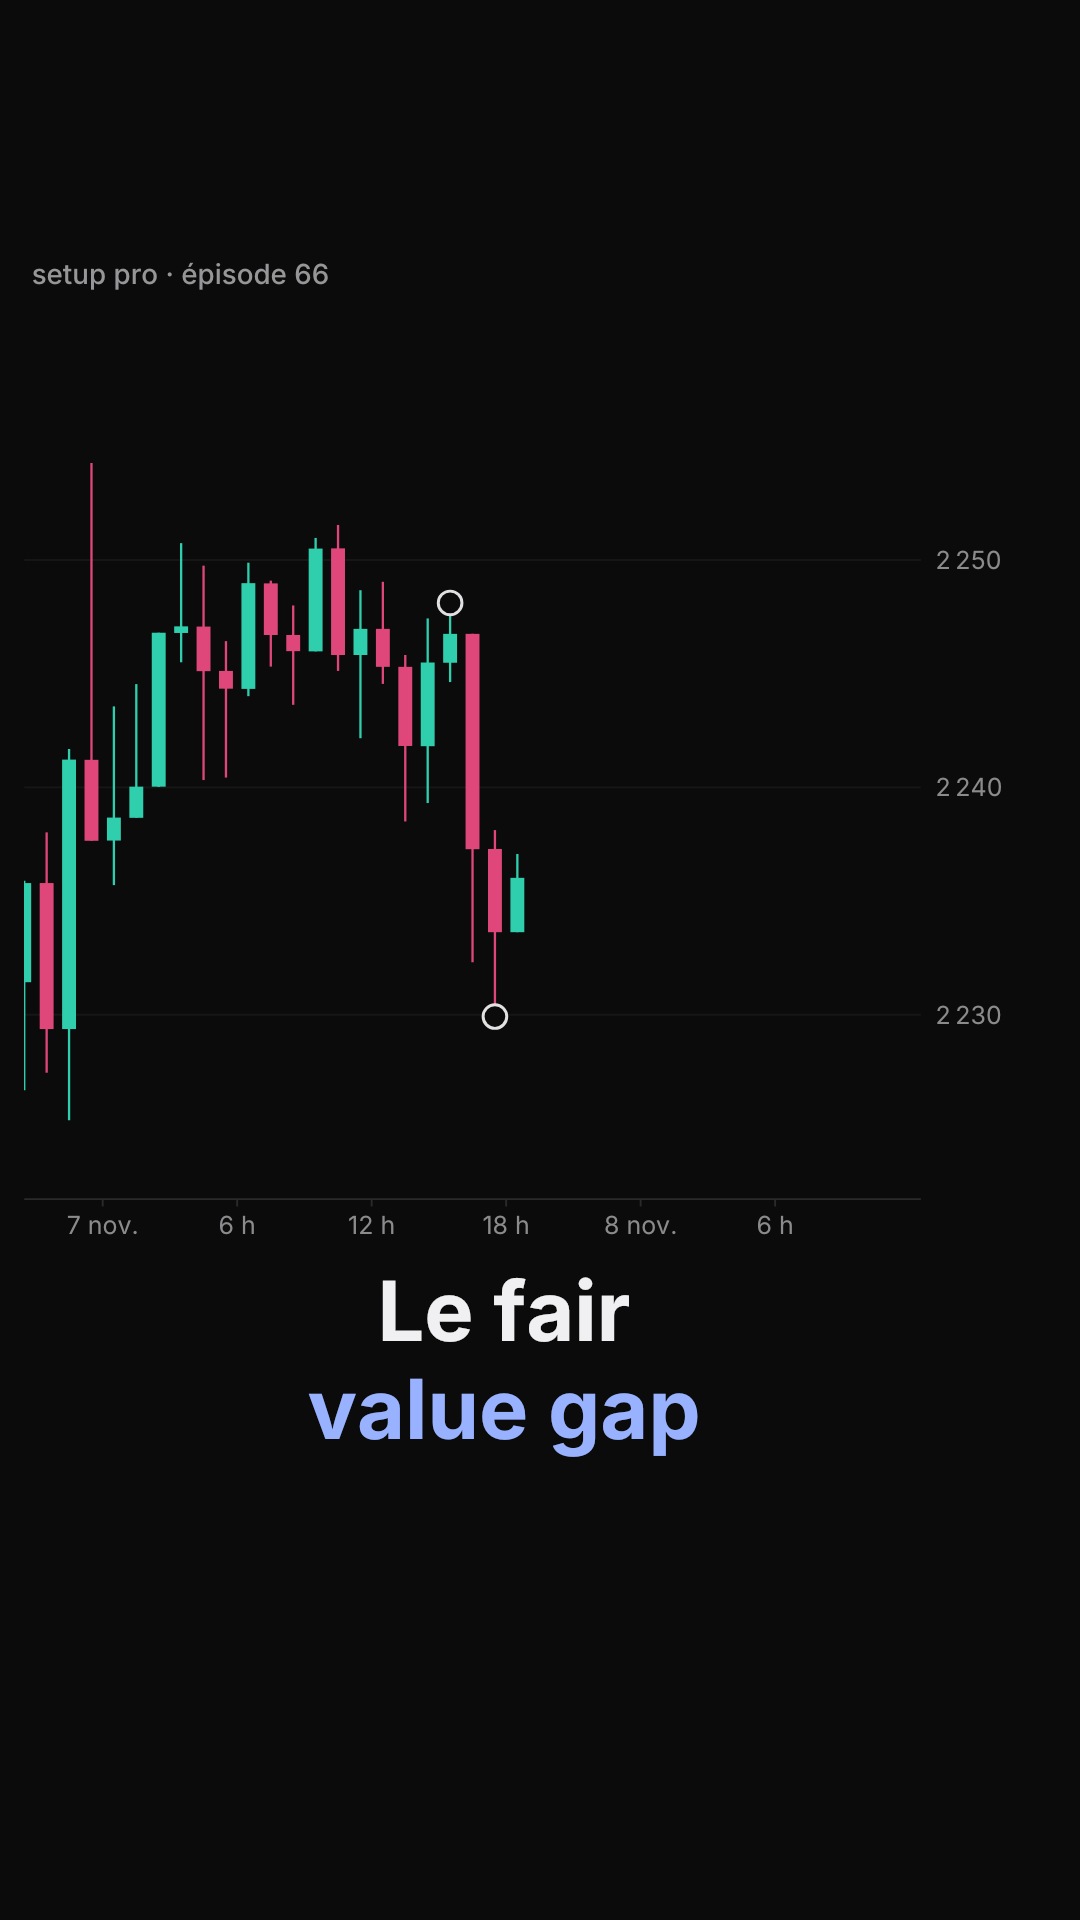 setup pro · épisode 66
2 250
2 240
2 230
7 nov. 6 h 12 h 18 h 8 nov. 6 h
Le fair
value gap